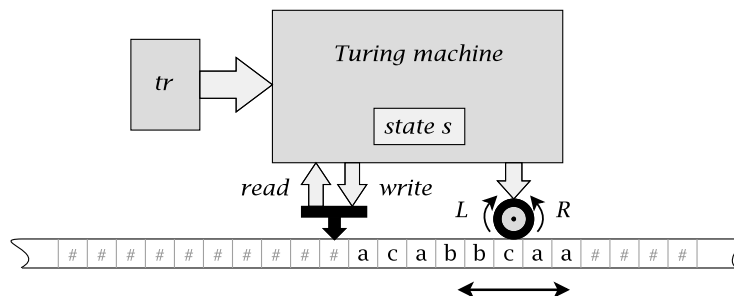 Turing machine
tr
state s
read write
L R
# # # # # # # # # # a c a b b c a a # # # #